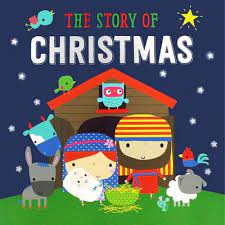 THE STORY OF
CHRISTMAS